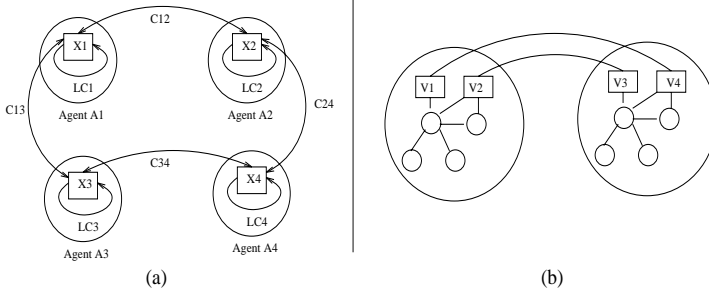 C12
X1
X2
LC1
LC2
Agent A1
Agent A2
C13
C24
C34
X3
X4
LC3
LC4
Agent A3
Agent A4
(a)
V1
V2
V3
V4
(b)